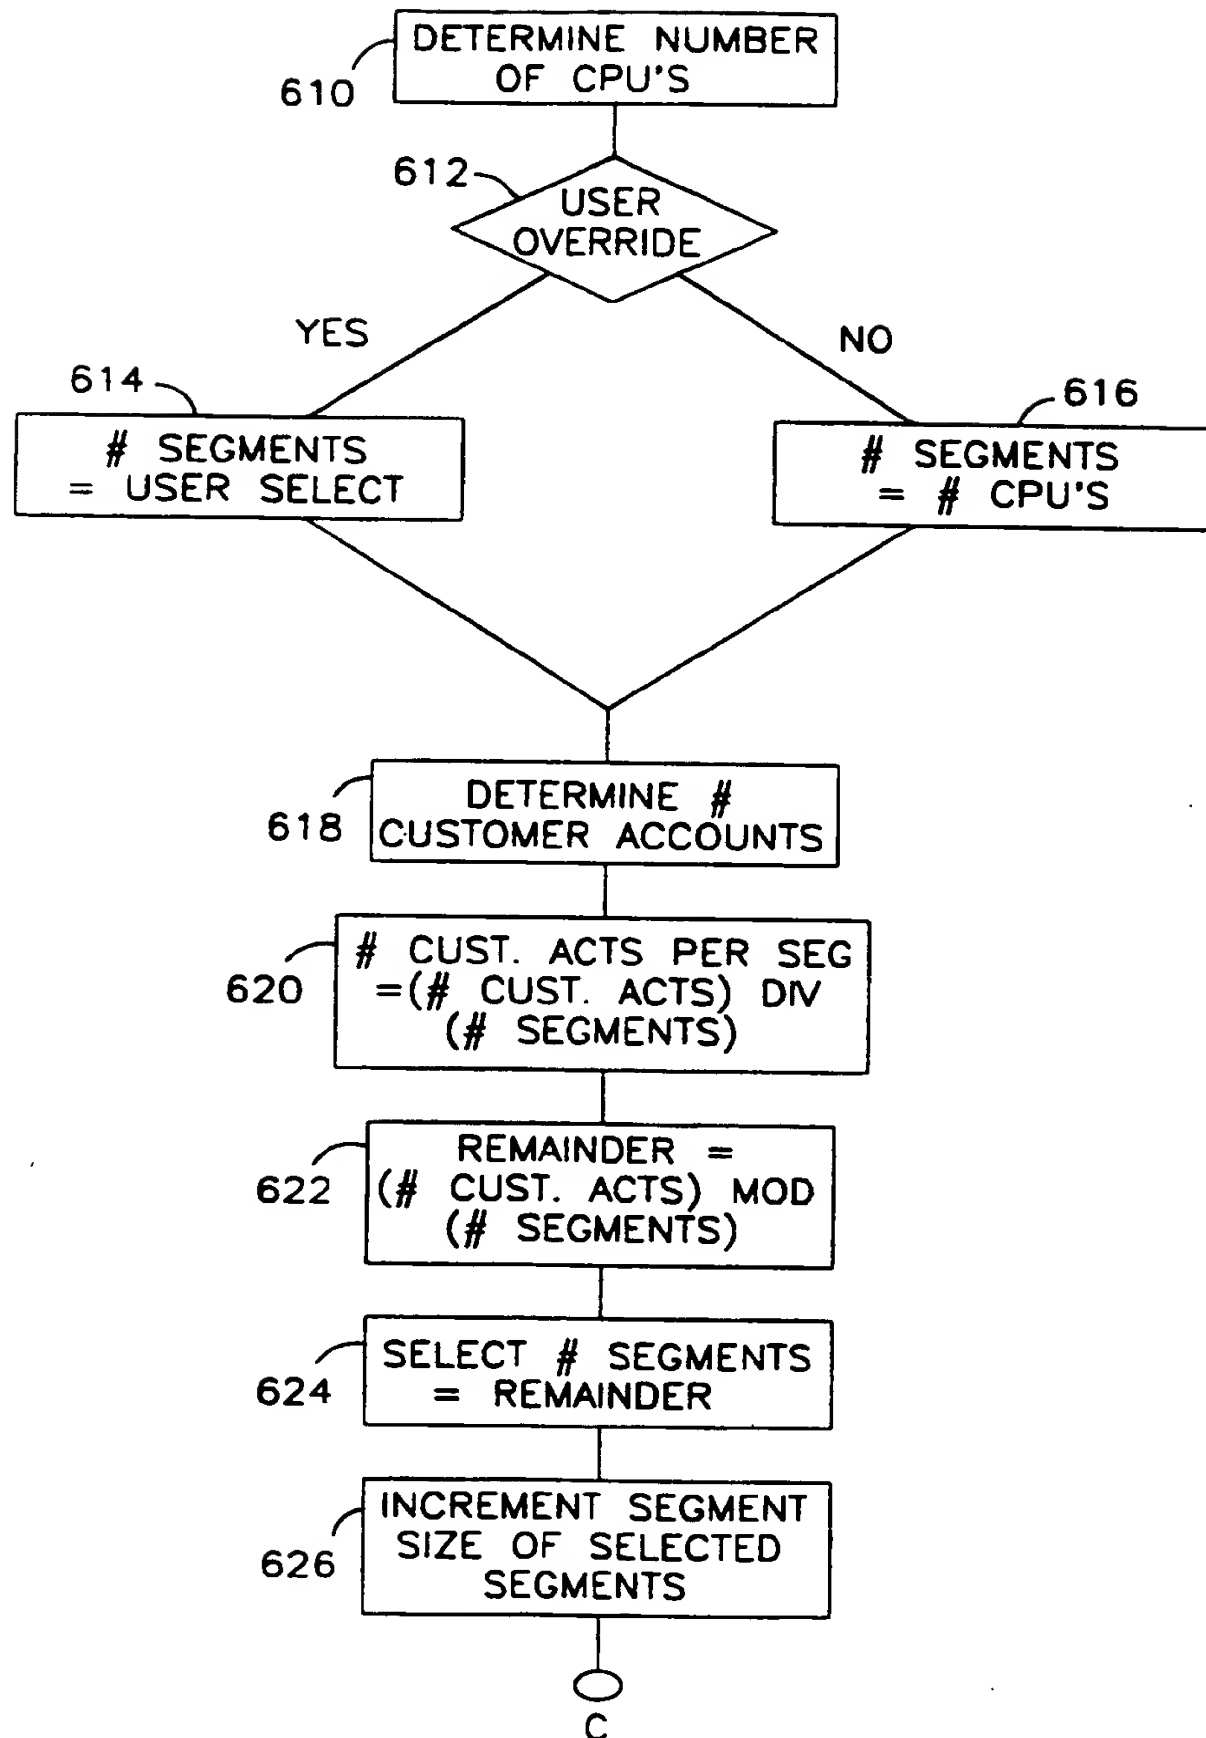 DETERMINE NUMBER
OF CPU'S
610
612
USER
OVERRIDE
YES
NO
614
616
# SEGMENTS
= USER SELECT
# SEGMENTS
= # CPU'S
DETERMINE #
CUSTOMER ACCOUNTS
618
# CUST. ACTS PER SEG
=(# CUST. ACTS) DIV
(# SEGMENTS)
620
REMAINDER =
(# CUST. ACTS) MOD
(# SEGMENTS)
622
SELECT # SEGMENTS
= REMAINDER
624
INCREMENT SEGMENT
SIZE OF SELECTED
SEGMENTS
626
C